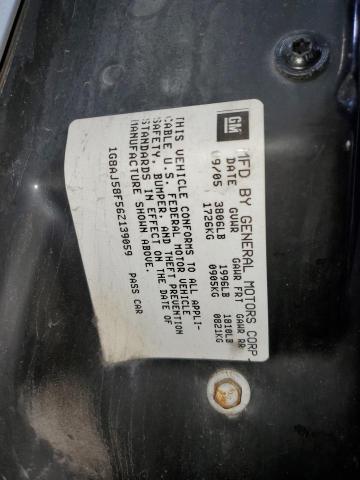 GM
MFD BY GENERAL MOTORS CORP
DATE GVWR GAWR FRT GAWR RR
09/05 3806LB 1996LB 1810LB
1726KG 0905KG 0821KG
THIS VEHICLE CONFORMS TO ALL APPLI-
CABLE U.S. FEDERAL MOTOR VEHICLE
SAFETY, BUMPER, AND THEFT PREVENTION
STANDARDS IN EFFECT ON THE DATE OF
MANUFACTURE SHOWN ABOVE.
1G8AJ58F56Z139059 PASS CAR